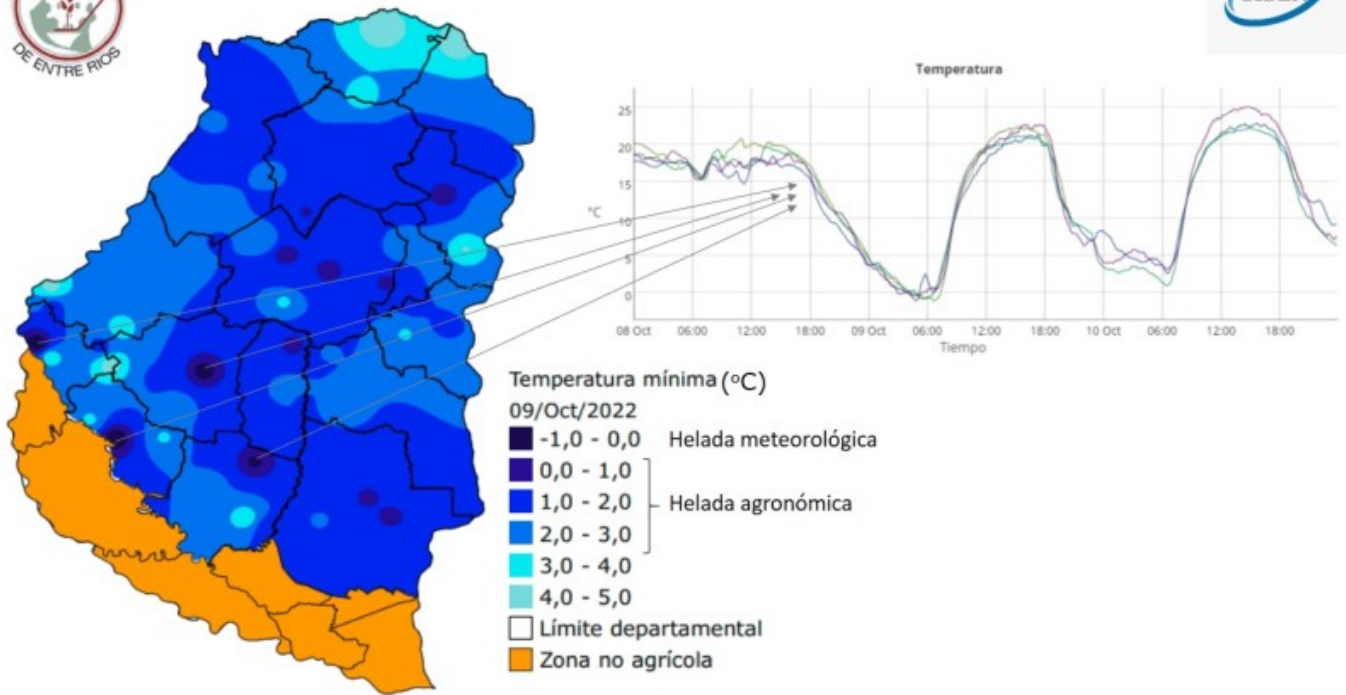 DE ENTRE RIOS
Temperatura
25
20
15
°C
10
5
0
08 Oct 06:00 12:00 18:00 09 Oct 06:00 12:00 18:00 10 Oct 06:00 12:00 18:00
Tiempo
Temperatura mínima (°C)
09/Oct/2022
-1,0 - 0,0 Helada meteorológica
0,0 - 1,0
1,0 - 2,0 Helada agronómica
2,0 - 3,0
3,0 - 4,0
4,0 - 5,0
Límite departamental
Zona no agrícola